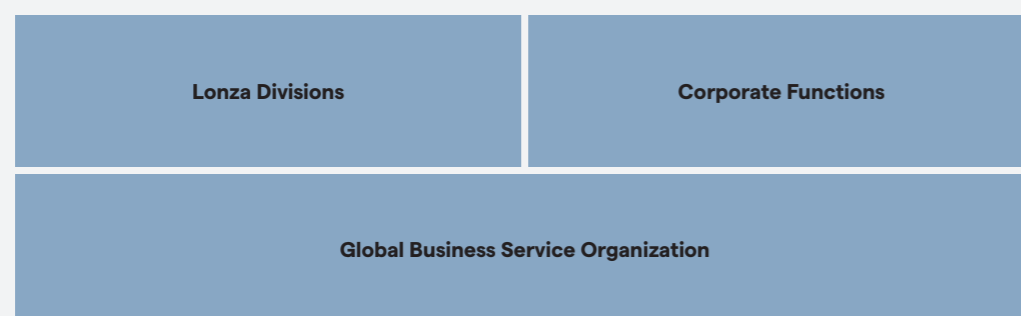 Lonza Divisions
Corporate Functions
Global Business Service Organization